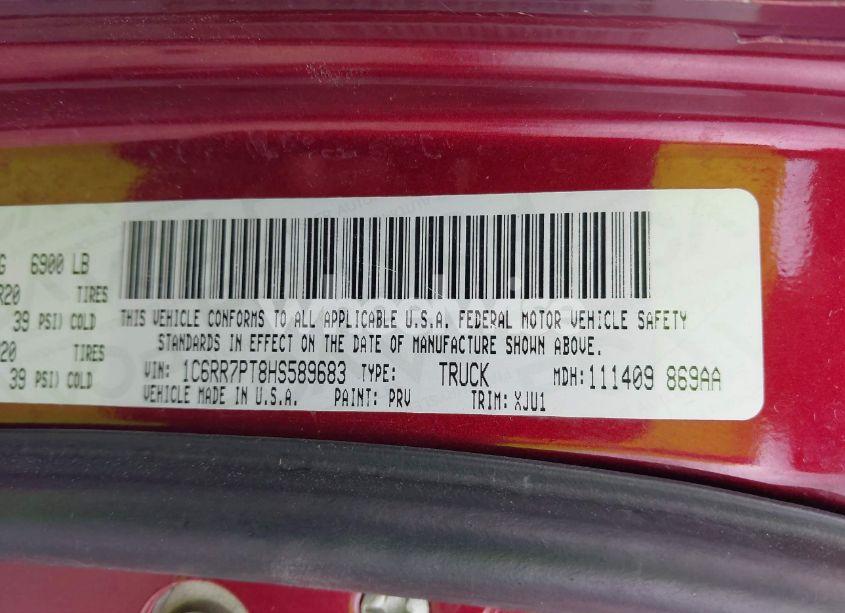 G 6900 LB
R20 TIRES
39 PSI) COLD
20 TIRES
39 PSI) COLD
THIS VEHICLE CONFORMS TO ALL APPLICABLE U.S.A. FEDERAL MOTOR VEHICLE SAFETY
STANDARDS IN EFFECT ON THE DATE OF MANUFACTURE SHOWN ABOVE.
VIN: 1C6RR7PT8HS589683 TYPE: TRUCK MDH: 111409 869AA
VEHICLE MADE IN U.S.A. PAINT: PRV TRIM: XJU1